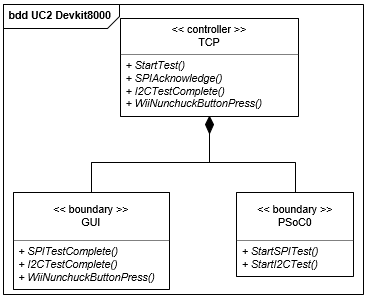 bdd UC2 Devkit8000
<< controller >>
TCP
+ StartTest()
+ SPIAcknowledge()
+ I2CTestComplete()
+ WiiNunchuckButtonPress()
<< boundary >>
GUI
+ SPITestComplete()
+ I2CTestComplete()
+ WiiNunchuckButtonPress()
<< boundary >>
PSoC0
+ StartSPITest()
+ StartI2CTest()